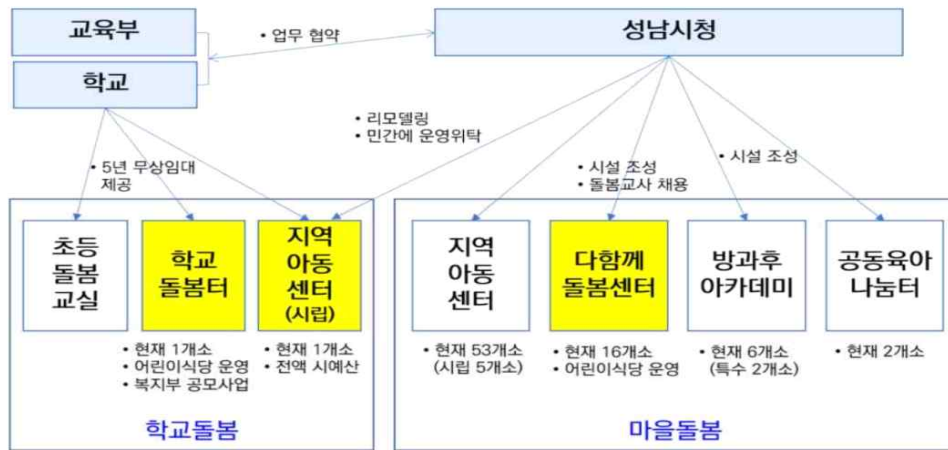 교육부
학교
• 업무 협약
성남시청
• 리모델링
• 민간에 운영위탁
• 5년 무상임대
제공
• 시설 조성
• 돌봄교사 채용
• 시설 조성
초등
돌봄
교실
학교
돌봄터
지역
아동
센터
(시립)
지역
아동
센터
다함께
돌봄센터
방과후
아카데미
공동육아
나눔터
• 현재 1개소
• 어린이식당 운영
• 복지부 공모사업
• 현재 1개소
• 전액 시예산
• 현재 53개소
(시립 5개소)
• 현재 16개소
• 어린이식당 운영
• 현재 6개소
(특수 2개소)
• 현재 2개소
학교돌봄
마을돌봄